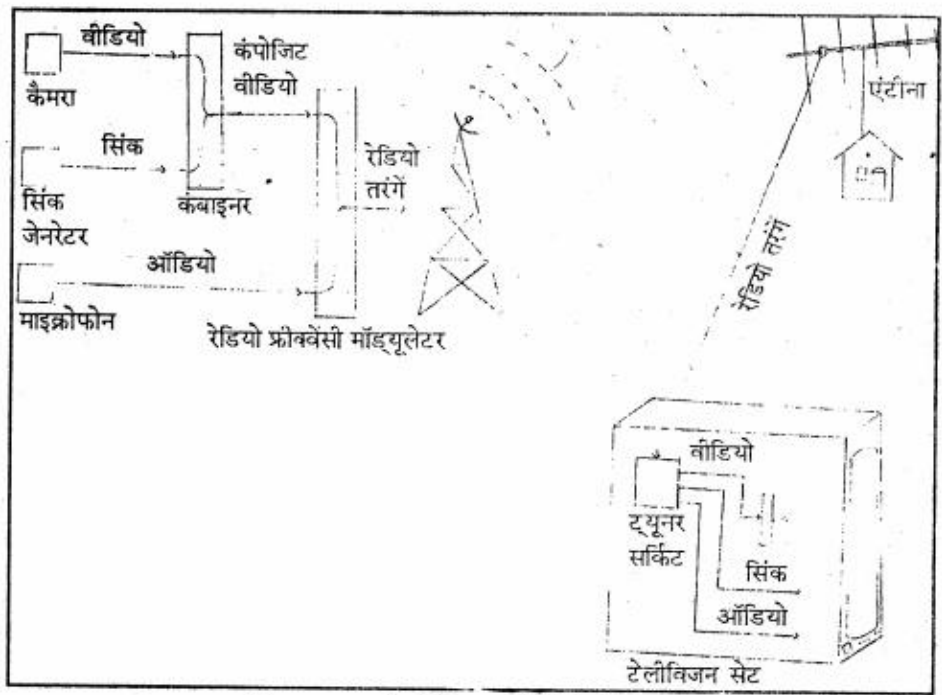 वीडियो
कैमरा
कंपोजिट
वीडियो
सिंक
सिंक
जेनरेटर
कंबाइनर
रेडियो
तरंगें
ऑडियो
माइक्रोफोन
रेडियो फ्रीक्वेंसी मॉड्यूलेटर
एंटीना
रेडियो तरंगें
वीडियो
ट्यूनर
सर्किट
सिंक
ऑडियो
टेलीविजन सेट